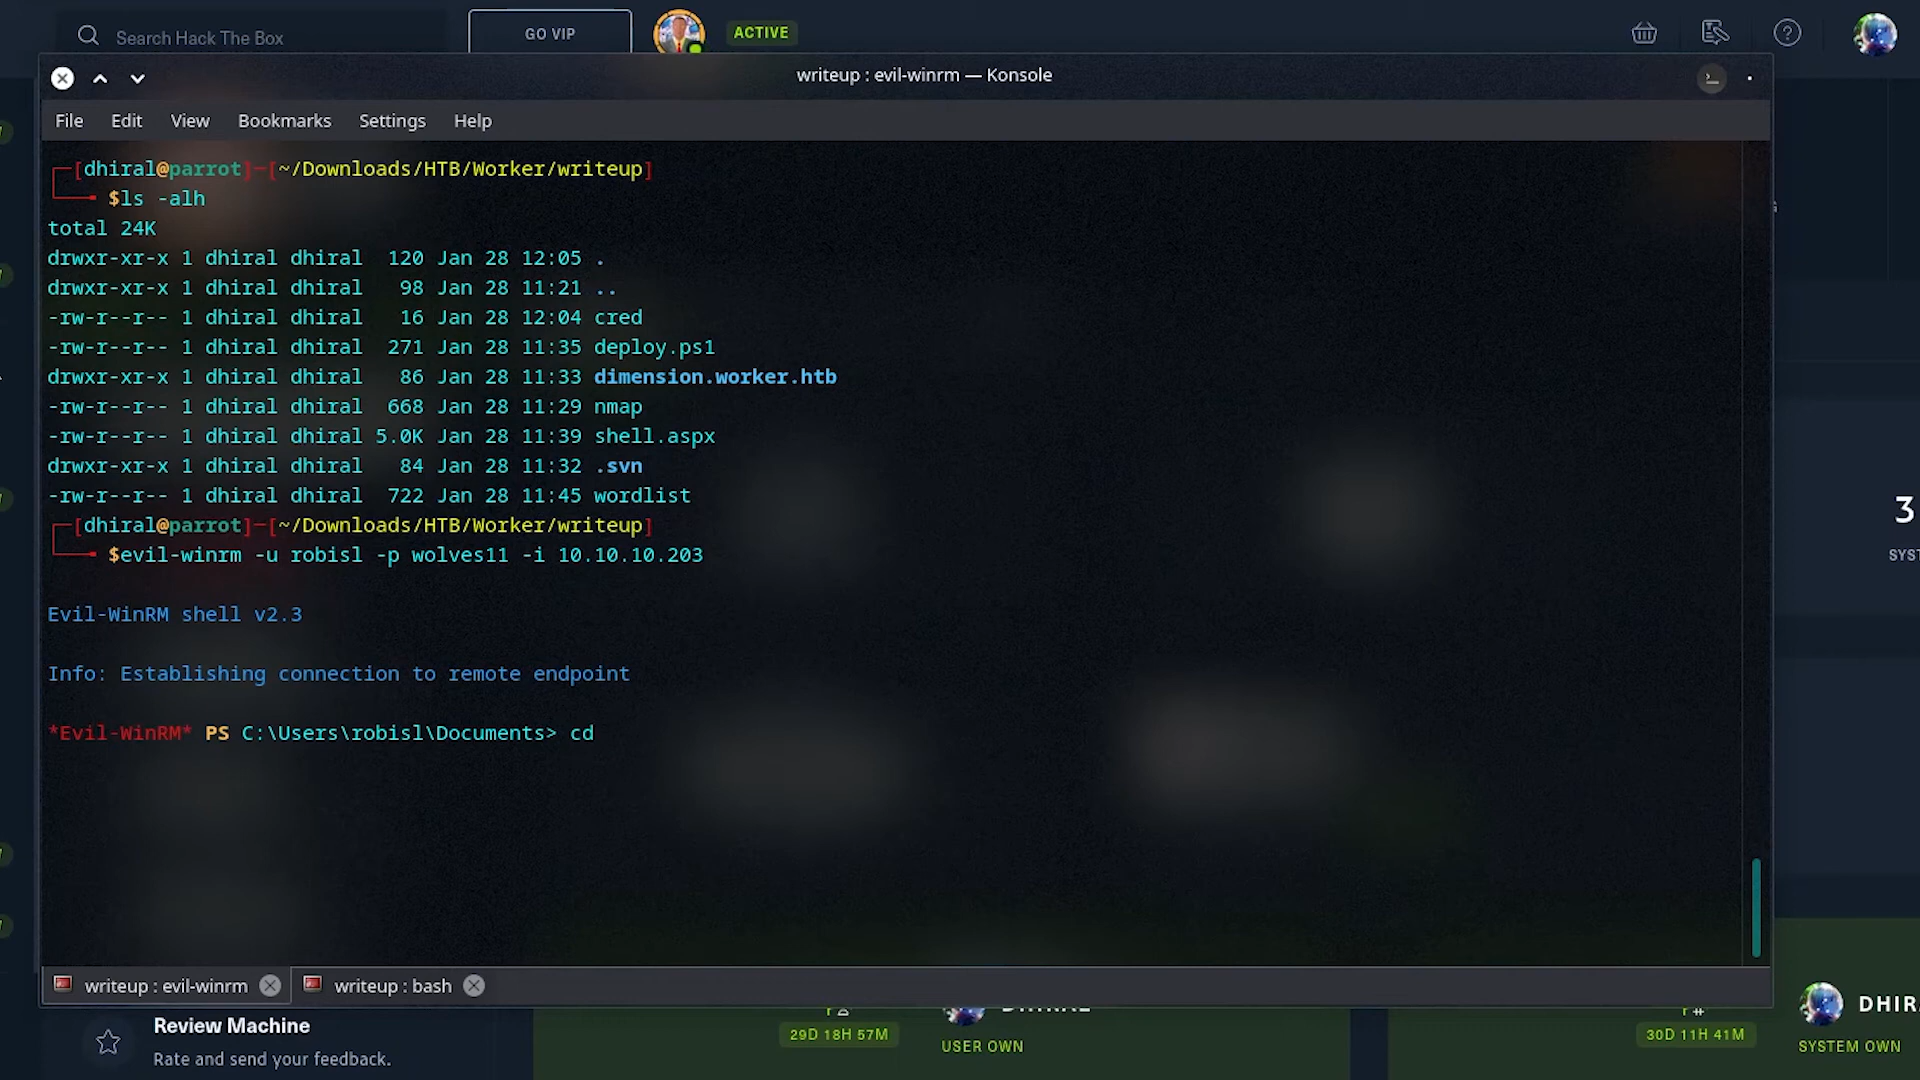 Search Hack The Box
GO VIP
ACTIVE
writeup : evil-winrm — Konsole
File Edit View Bookmarks Settings Help
┌─[dhiral@parrot]─[~/Downloads/HTB/Worker/writeup]
└──╼ $ls -alh
total 24K
drwxr-xr-x 1 dhiral dhiral  120 Jan 28 12:05 .
drwxr-xr-x 1 dhiral dhiral   98 Jan 28 11:21 ..
-rw-r--r-- 1 dhiral dhiral   16 Jan 28 12:04 cred
-rw-r--r-- 1 dhiral dhiral  271 Jan 28 11:35 deploy.ps1
drwxr-xr-x 1 dhiral dhiral   86 Jan 28 11:33 dimension.worker.htb
-rw-r--r-- 1 dhiral dhiral  668 Jan 28 11:29 nmap
-rw-r--r-- 1 dhiral dhiral 5.0K Jan 28 11:39 shell.aspx
drwxr-xr-x 1 dhiral dhiral   84 Jan 28 11:32 .svn
-rw-r--r-- 1 dhiral dhiral  722 Jan 28 11:45 wordlist
┌─[dhiral@parrot]─[~/Downloads/HTB/Worker/writeup]
└──╼ $evil-winrm -u robisl -p wolves11 -i 10.10.10.203
Evil-WinRM shell v2.3
Info: Establishing connection to remote endpoint
*Evil-WinRM* PS C:\Users\robisl\Documents> cd
3
SYST
writeup : evil-winrm
writeup : bash
Review Machine
Rate and send your feedback.
29D 18H 57M
USER OWN
30D 11H 41M
DHIR
SYSTEM OWN